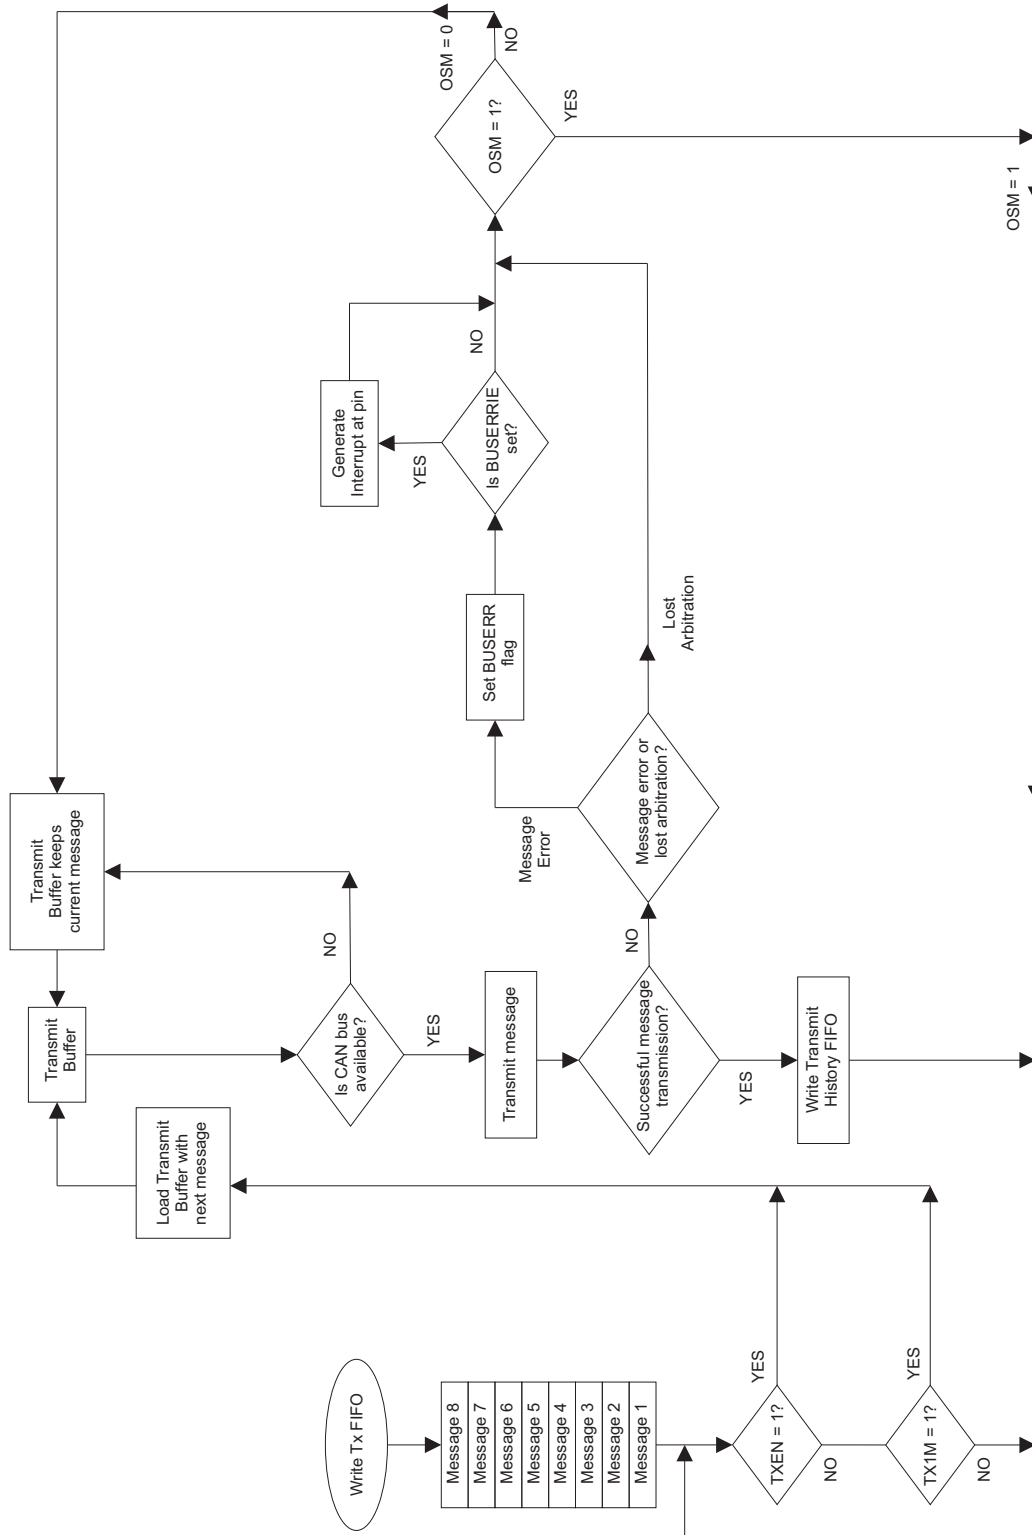 Write Tx FIFO
Message 8
Message 7
Message 6
Message 5
Message 4
Message 3
Message 2
Message 1
TXEN = 1?
YES
NO
TX1M = 1?
YES
NO
Load Transmit
Buffer with
next message
Transmit
Buffer
Transmit
Buffer keeps
current message
Is CAN bus
available?
NO
YES
Transmit message
Successful message
transmission?
NO
YES
Write Transmit
History FIFO
Message error or
lost arbitration?
Message
Error
Lost
Arbitration
Set BUSERR
flag
Is BUSERRIE
set?
YES
NO
Generate
Interrupt at pin
OSM = 1?
NO
OSM = 0
YES
OSM = 1